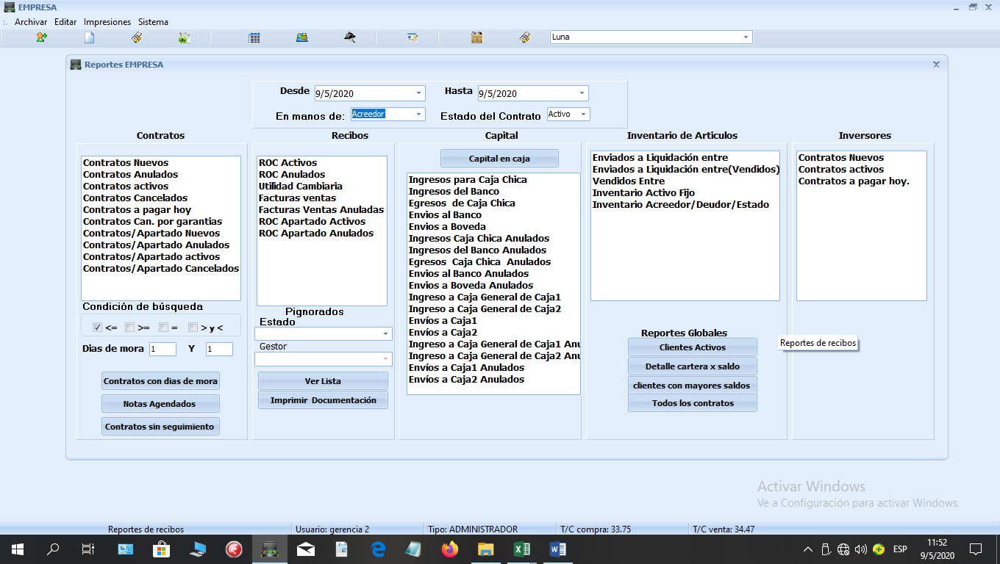 EMPRESA
Archivar Editar Impresiones Sistema
Luna
Reportes EMPRESA
Desde 9/5/2020 Hasta 9/5/2020
En manos de: Acreedor Estado del Contrato Activo
Contratos
Contratos Nuevos
Contratos Anulados
Contratos activos
Contratos Cancelados
Contratos a pagar hoy
Contratos Can. por garantias
Contratos/Apartado Nuevos
Contratos/Apartado Anulados
Contratos/Apartado activos
Contratos/Apartado Cancelados
Condición de búsqueda
<= >= = > y <
Dias de mora 1 Y 1
Contratos con dias de mora
Notas Agendados
Contratos sin seguimiento
Recibos
ROC Activos
ROC Anulados
Utilidad Cambiaria
Facturas ventas
Facturas Ventas Anuladas
ROC Apartado Activos
ROC Apartado Anulados
Pignorados
Estado
Gestor
Ver Lista
Imprimir Documentación
Capital
Capital en caja
Ingresos para Caja Chica
Ingresos del Banco
Egresos de Caja Chica
Envios al Banco
Envios a Boveda
Ingresos Caja Chica Anulados
Ingresos del Banco Anulados
Egresos Caja Chica Anulados
Envios al Banco Anulados
Envios a Boveda Anulados
Ingreso a Caja General de Caja1
Ingreso a Caja General de Caja2
Envíos a Caja1
Envíos a Caja2
Ingreso a Caja General de Caja1 Anu
Ingreso a Caja General de Caja2 Anu
Envíos a Caja1 Anulados
Envíos a Caja2 Anulados
Inventario de Articulos
Enviados a Liquidación entre
Enviados a Liquidación entre(Vendidos)
Vendidos Entre
Inventario Activo Fijo
Inventario Acreedor/Deudor/Estado
Reportes Globales
Clientes Activos
Detalle cartera x saldo
clientes con mayores saldos
Todos los contratos
Inversores
Contratos Nuevos
Contratos activos
Contratos a pagar hoy.
Reportes de recibos
Activar Windows
Ve a Configuración para activar Windows.
Reportes de recibos Usuario: gerencia 2 Tipo: ADMINISTRADOR T/C compra: 33.75 T/C venta: 34.47
ESP 11:52
9/5/2020